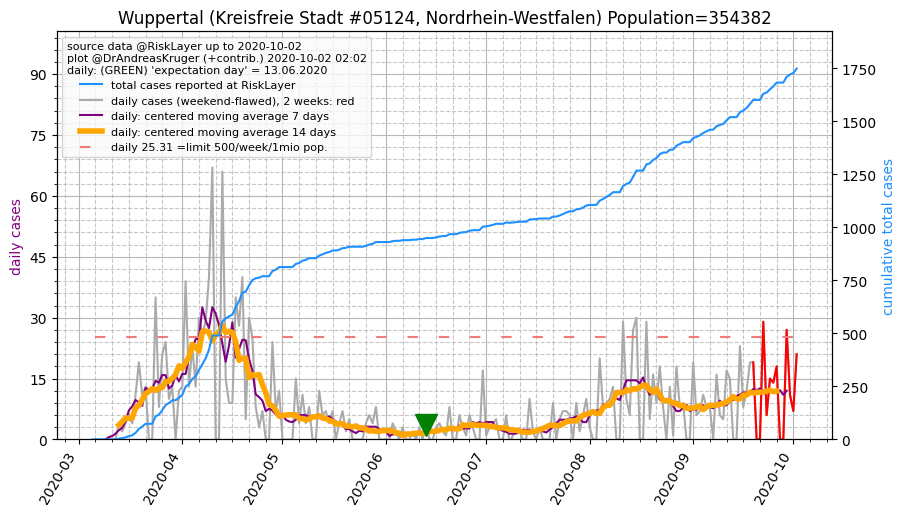 Wuppertal (Kreisfreie Stadt #05124, Nordrhein-Westfalen) Population=354382
source data @RiskLayer up to 2020-10-02
plot @DrAndreasKruger (+contrib.) 2020-10-02 02:02
daily: (GREEN) 'expectation day' = 13.06.2020
total cases reported at RiskLayer
daily cases (weekend-flawed), 2 weeks: red
daily: centered moving average 7 days
daily: centered moving average 14 days
daily 25.31 =limit 500/week/1mio pop.
daily cases
90
75
60
45
30
15
0
cumulative total cases
1750
1500
1250
1000
750
500
250
0
2020-03
2020-04
2020-05
2020-06
2020-07
2020-08
2020-09
2020-10